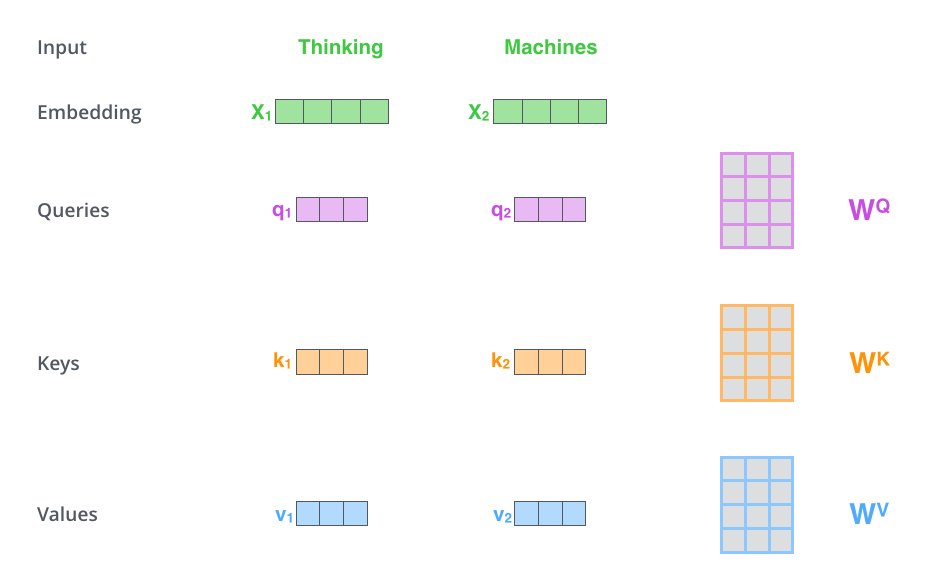 Input Thinking Machines
Embedding X1 X2
Queries q1 q2 WQ
Keys k1 k2 WK
Values v1 v2 WV